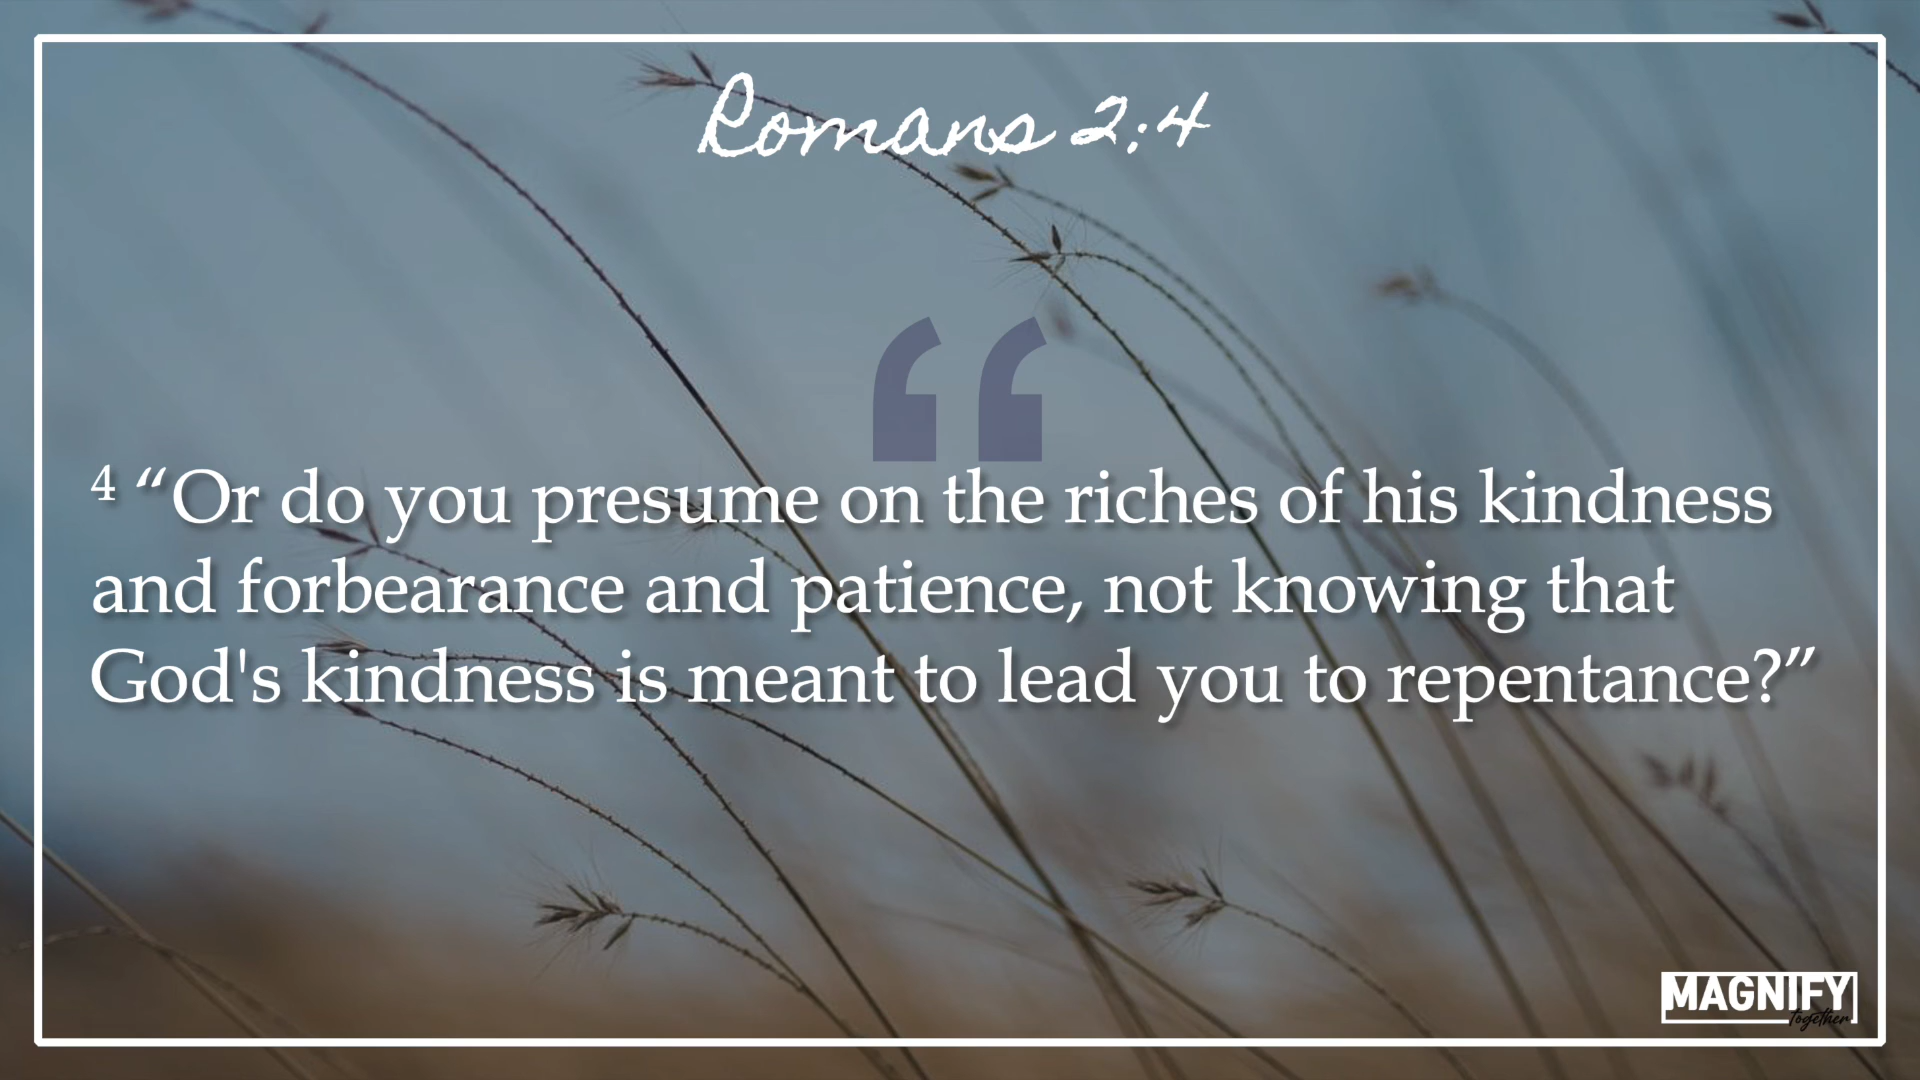 Romans 2:4
4 “Or do you presume on the riches of his kindness
and forbearance and patience, not knowing that
God's kindness is meant to lead you to repentance?”
MAGNIFY
together